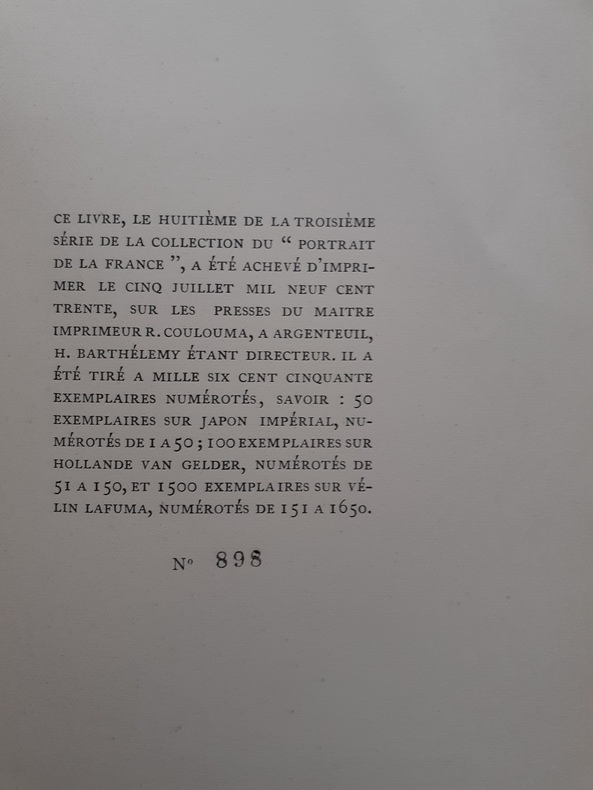 CE LIVRE, LE HUITIÈME DE LA TROISIÈME
SÉRIE DE LA COLLECTION DU “ PORTRAIT
DE LA FRANCE ”, A ÉTÉ ACHEVÉ D'IMPRI-
MER LE CINQ JUILLET MIL NEUF CENT
TRENTE, SUR LES PRESSES DU MAITRE
IMPRIMEUR R. COULOUMA, A ARGENTEUIL,
H. BARTHÉLEMY ÉTANT DIRECTEUR. IL A
ÉTÉ TIRÉ A MILLE SIX CENT CINQUANTE
EXEMPLAIRES NUMÉROTÉS, SAVOIR : 50
EXEMPLAIRES SUR JAPON IMPÉRIAL, NU-
MÉROTÉS DE 1 A 50 ; 100 EXEMPLAIRES SUR
HOLLANDE VAN GELDER, NUMÉROTÉS DE
51 A 150, ET 1500 EXEMPLAIRES SUR VÉ-
LIN LAFUMA, NUMÉROTÉS DE 151 A 1650.
Nº 898